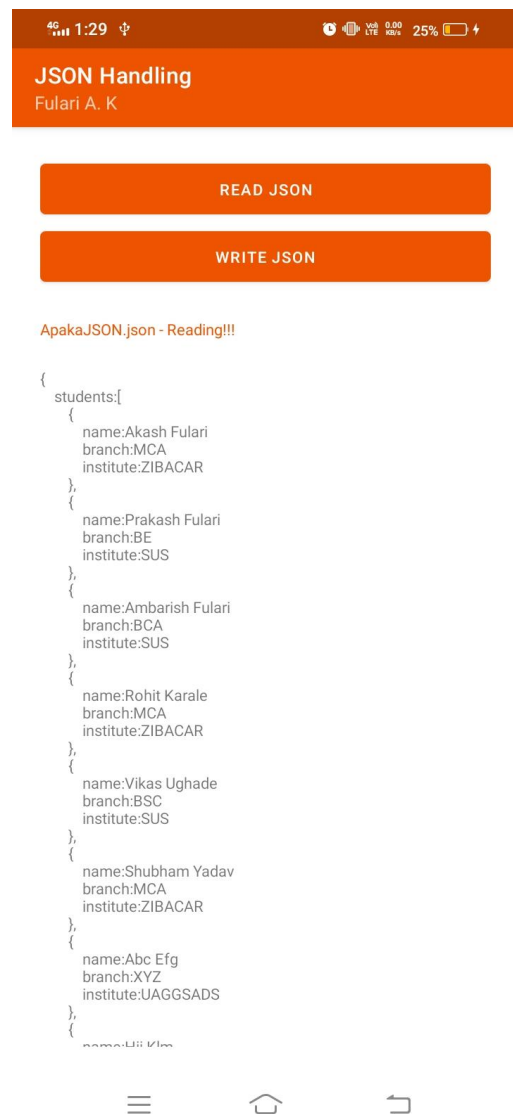 4G 1:29 Vo)) LTE 0.00 KB/s 25%
JSON Handling
Fulari A. K
READ JSON
WRITE JSON
ApakaJSON.json - Reading!!!
{
students:[
{
name:Akash Fulari
branch:MCA
institute:ZIBACAR
},
{
name:Prakash Fulari
branch:BE
institute:SUS
},
{
name:Ambarish Fulari
branch:BCA
institute:SUS
},
{
name:Rohit Karale
branch:MCA
institute:ZIBACAR
},
{
name:Vikas Ughade
branch:BSC
institute:SUS
},
{
name:Shubham Yadav
branch:MCA
institute:ZIBACAR
},
{
name:Abc Efg
branch:XYZ
institute:UAGGSADS
},
{